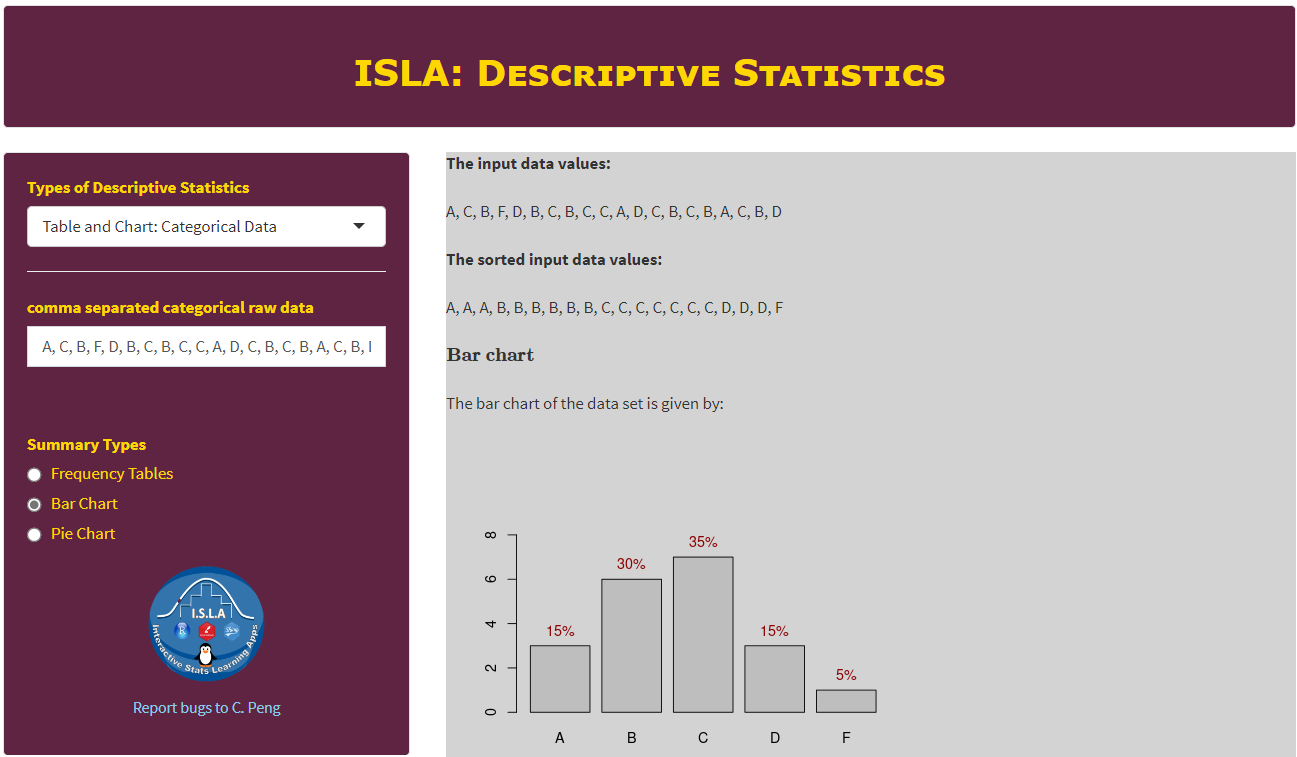 ISLA: Descriptive Statistics
Types of Descriptive Statistics
Table and Chart: Categorical Data
comma separated categorical raw data
A, C, B, F, D, B, C, B, C, C, A, D, C, B, C, B, A, C, B, I
Summary Types
Frequency Tables
Bar Chart
Pie Chart
I.S.L.A
Interactive Stats Learning Apps
Report bugs to C. Peng
The input data values:
A, C, B, F, D, B, C, B, C, C, A, D, C, B, C, B, A, C, B, D
The sorted input data values:
A, A, A, B, B, B, B, B, B, C, C, C, C, C, C, C, D, D, D, F
Bar chart
The bar chart of the data set is given by:
8
6
4
2
0
15%
30%
35%
15%
5%
A B C D F